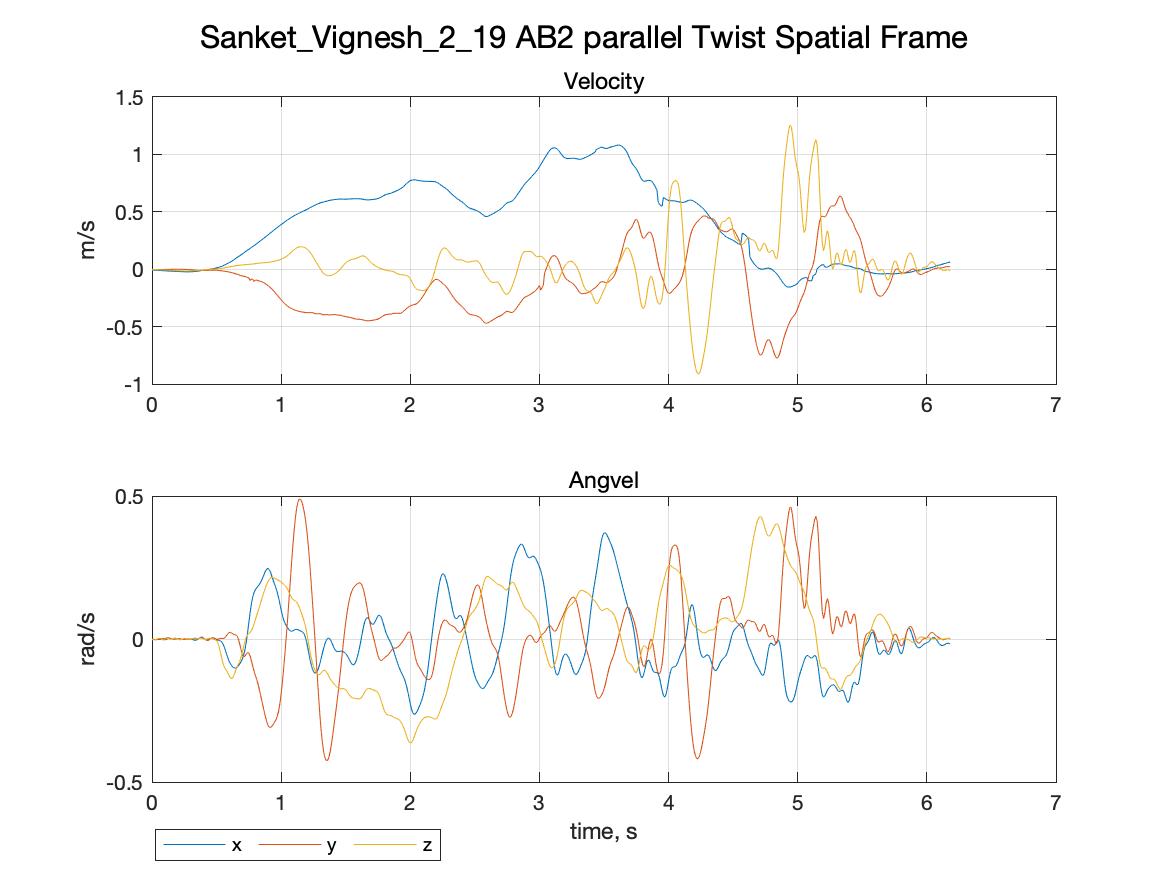 Sanket_Vignesh_2_19 AB2 parallel Twist Spatial Frame
Velocity
1.5
1
0.5
0
-0.5
-1
m/s
0 1 2 3 4 5 6 7
Angvel
0.5
0
-0.5
rad/s
0 1 2 3 4 5 6 7
time, s
x y z